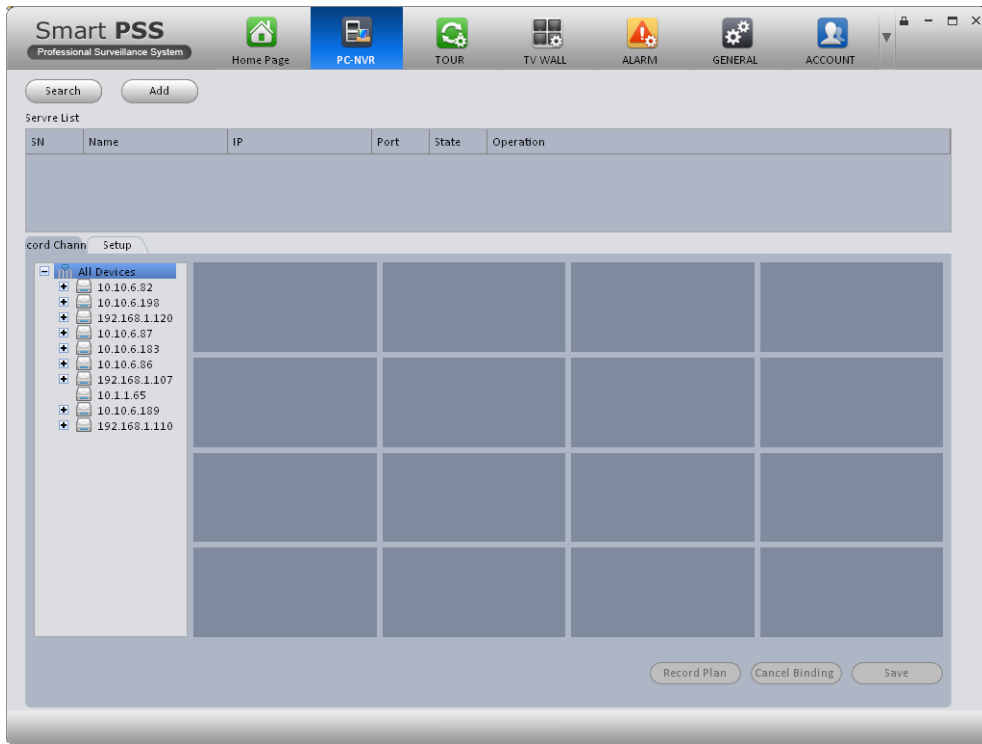 Smart PSS
Professional Surveillance System
Home Page
PC-NVR
TOUR
TV WALL
ALARM
GENERAL
ACCOUNT
Search
Add
Servre List
SN Name IP Port State Operation
cord Chann
Setup
All Devices
10.10.6.82
10.10.6.198
192.168.1.120
10.10.6.87
10.10.6.183
10.10.6.86
192.168.1.107
10.1.1.65
10.10.6.189
192.168.1.110
Record Plan
Cancel Binding
Save